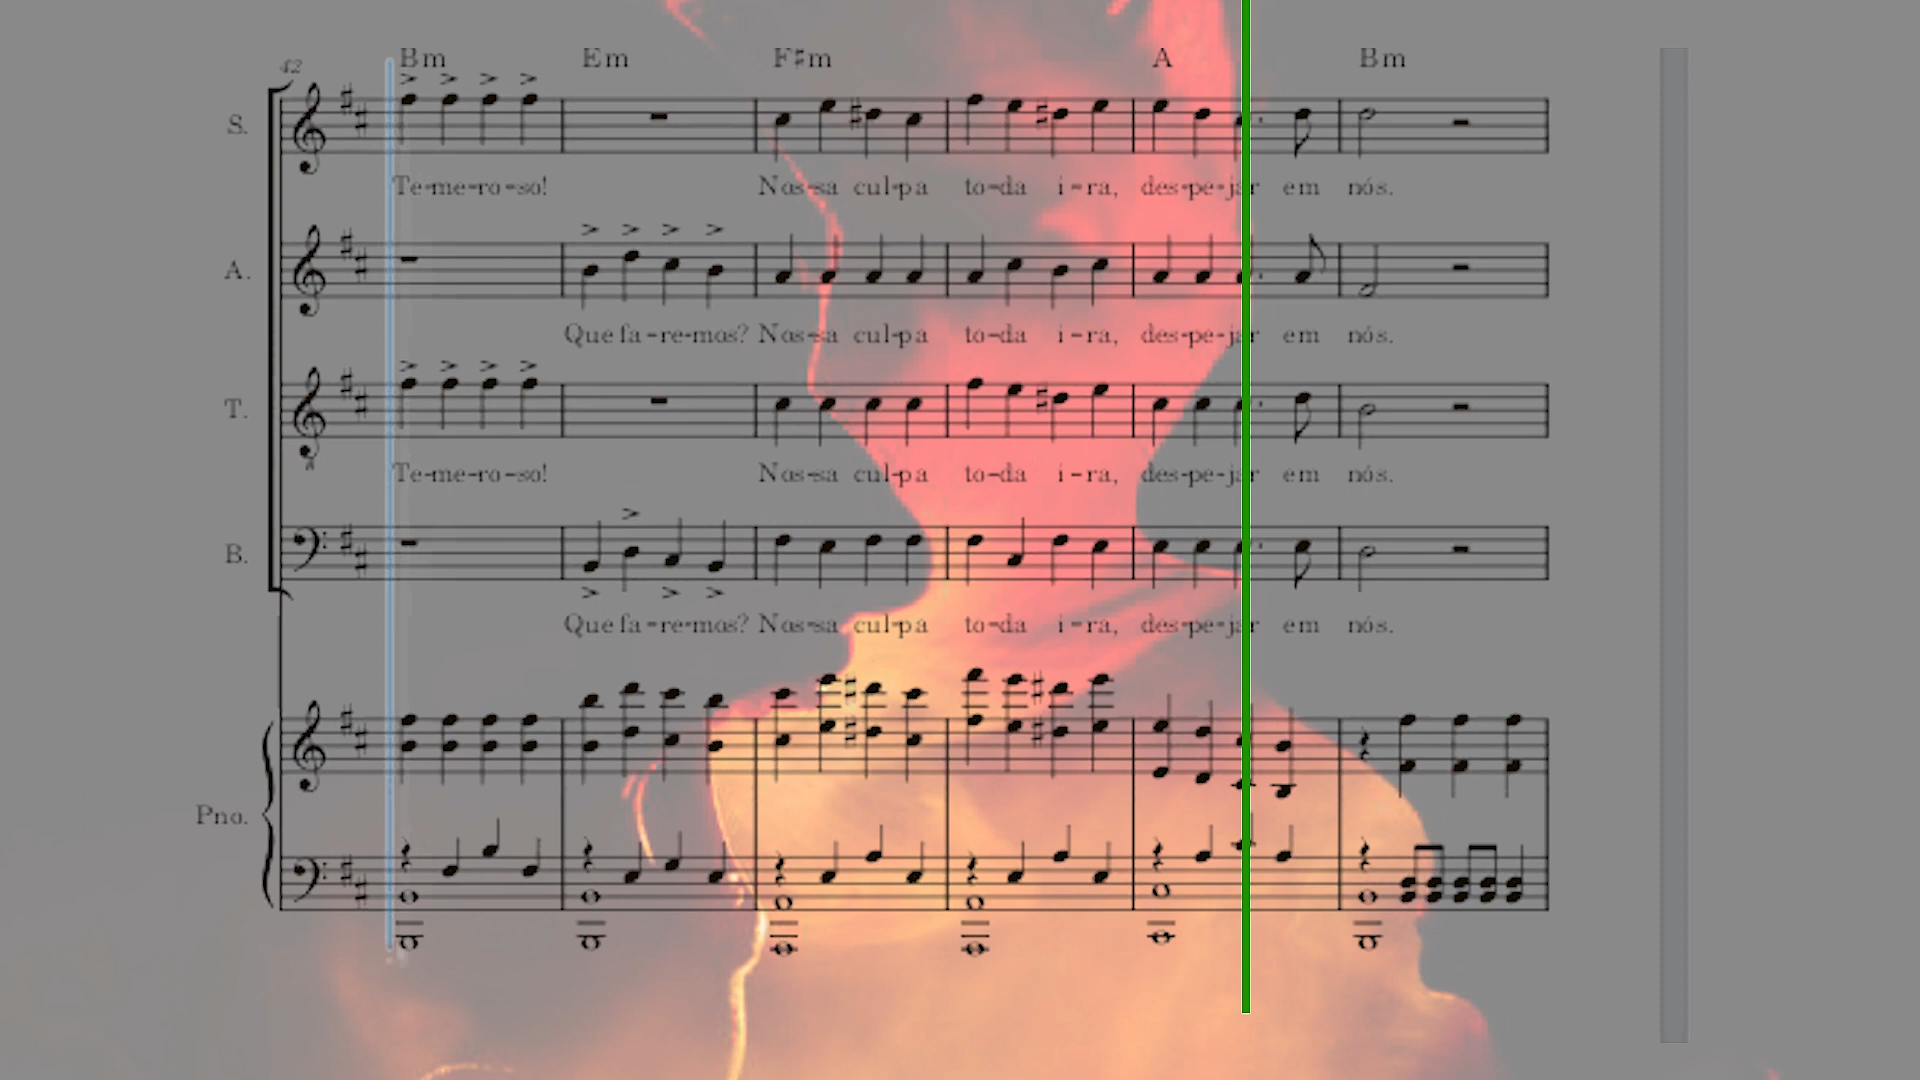 Bm Em F♯m A Bm
42
S.
Te-me-ro-so! Nos-sa cul-pa to-da i-ra, des-pe-jar em nós.
A.
Que fa-re-mos? Nos-sa cul-pa to-da i-ra, des-pe-jar em nós.
T.
8
Te-me-ro-so! Nos-sa cul-pa to-da i-ra, des-pe-jar em nós.
B.
Que fa-re-mos? Nos-sa cul-pa to-da i-ra, des-pe-jar em nós.
Pno.